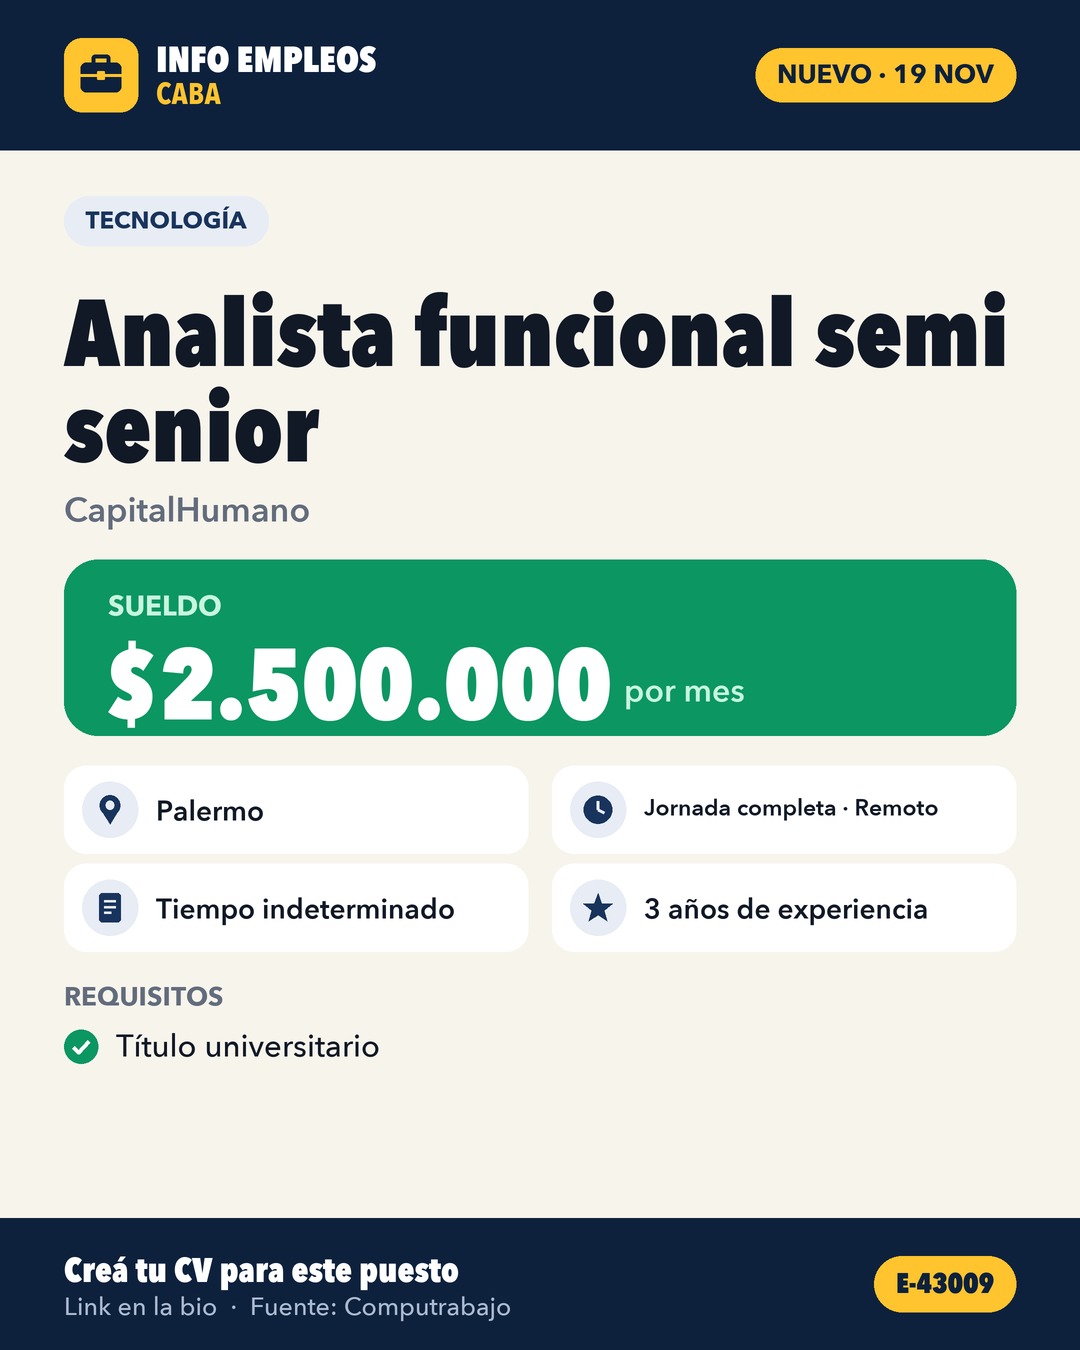 INFO EMPLEOS
CABA
NUEVO · 19 NOV
TECNOLOGÍA
Analista funcional semi
senior
CapitalHumano
SUELDO
$2.500.000 por mes
Palermo
Jornada completa · Remoto
Tiempo indeterminado
3 años de experiencia
REQUISITOS
Título universitario
Creá tu CV para este puesto
Link en la bio · Fuente: Computrabajo
E-43009